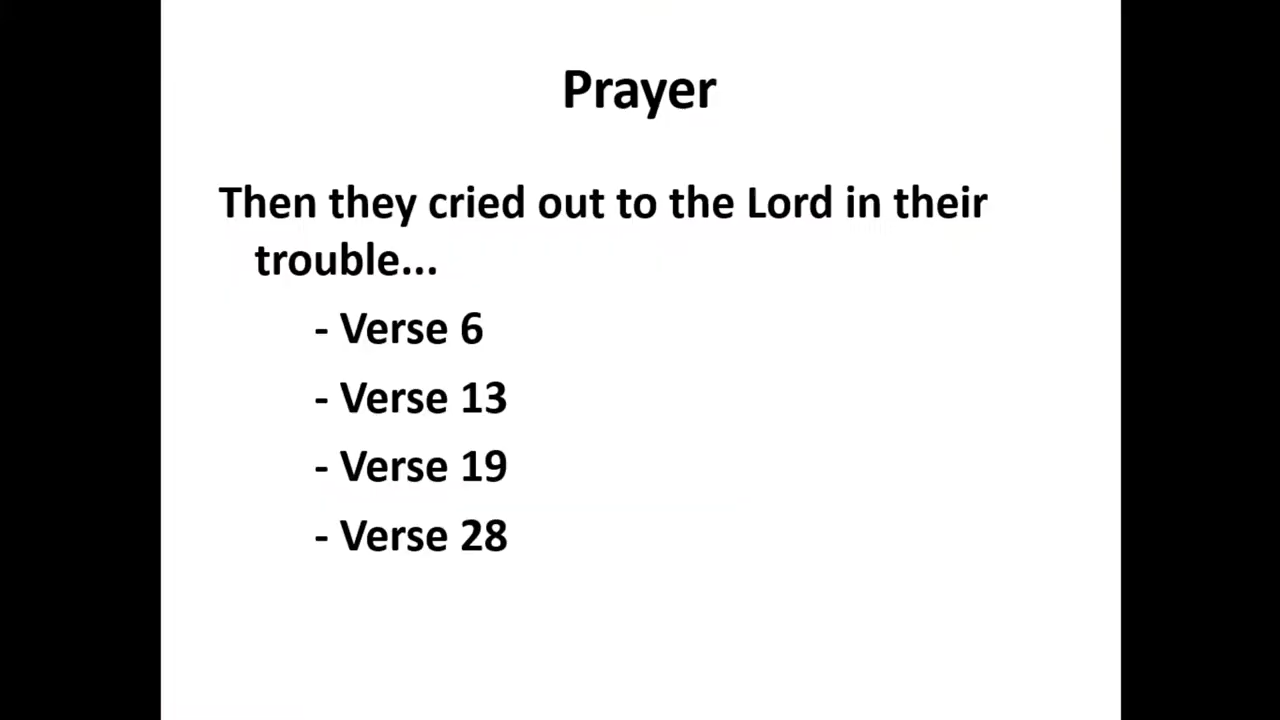 Prayer
Then they cried out to the Lord in their
trouble...
- Verse 6
- Verse 13
- Verse 19
- Verse 28